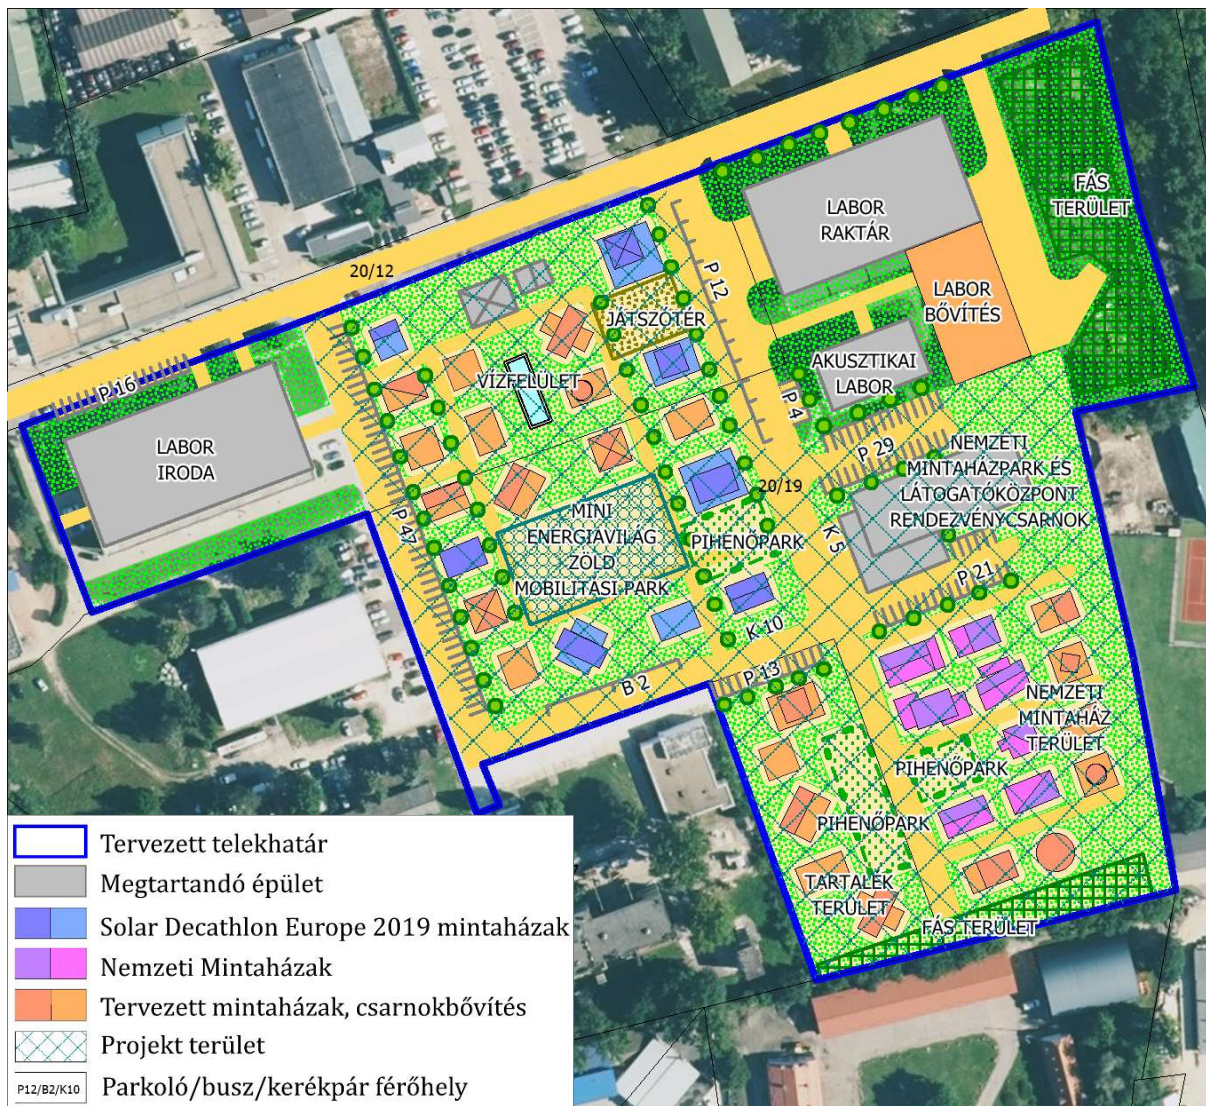 FÁS
TERÜLET
LABOR
RAKTÁR
20/12
P 12
LABOR
BŐVÍTÉS
JÁTSZÓTÉR
AKUSZTIKAI
LABOR
P 16
VÍZFELÜLET
P 4
LABOR
IRODA
P 29
NEMZETI
MINTAHÁZPARK ÉS
LÁTOGATÓKÖZPONT
RENDEZVÉNYCSARNOK
20/19
P 47
MINI
ENERGIAVILÁG
ZÖLD
MOBILITÁSI PARK
PIHENŐPARK
K 5
P 21
K 10
P 13
B 2
NEMZETI
MINTAHÁZ
TERÜLET
PIHENŐPARK
PIHENŐPARK
TARTALÉK
TERÜLET
FÁS TERÜLET
Tervezett telekhatár
Megtartandó épület
Solar Decathlon Europe 2019 mintaházak
Nemzeti Mintaházak
Tervezett mintaházak, csarnokbővítés
Projekt terület
P12/B2/K10 Parkoló/busz/kerékpár férőhely